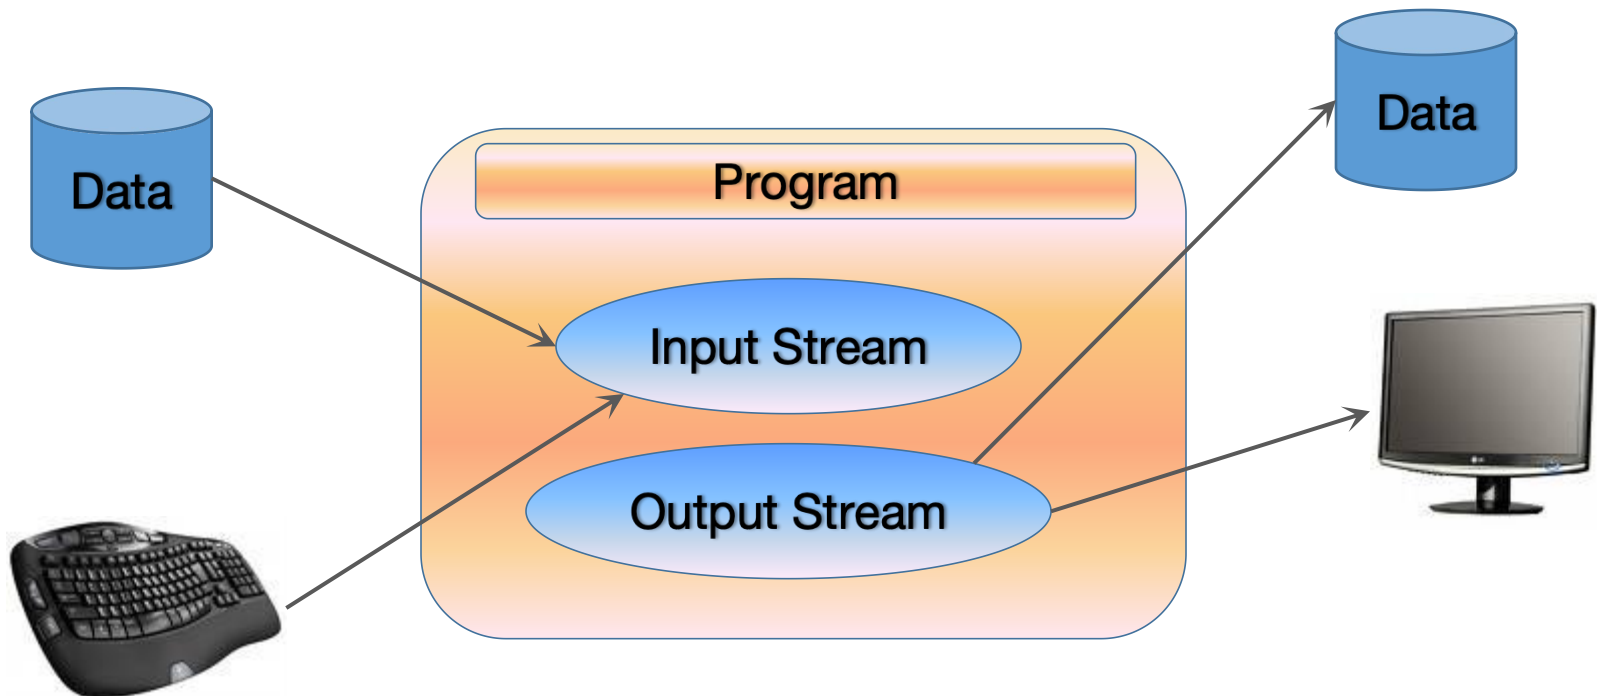 Data
Data
Program
Input Stream
Output Stream